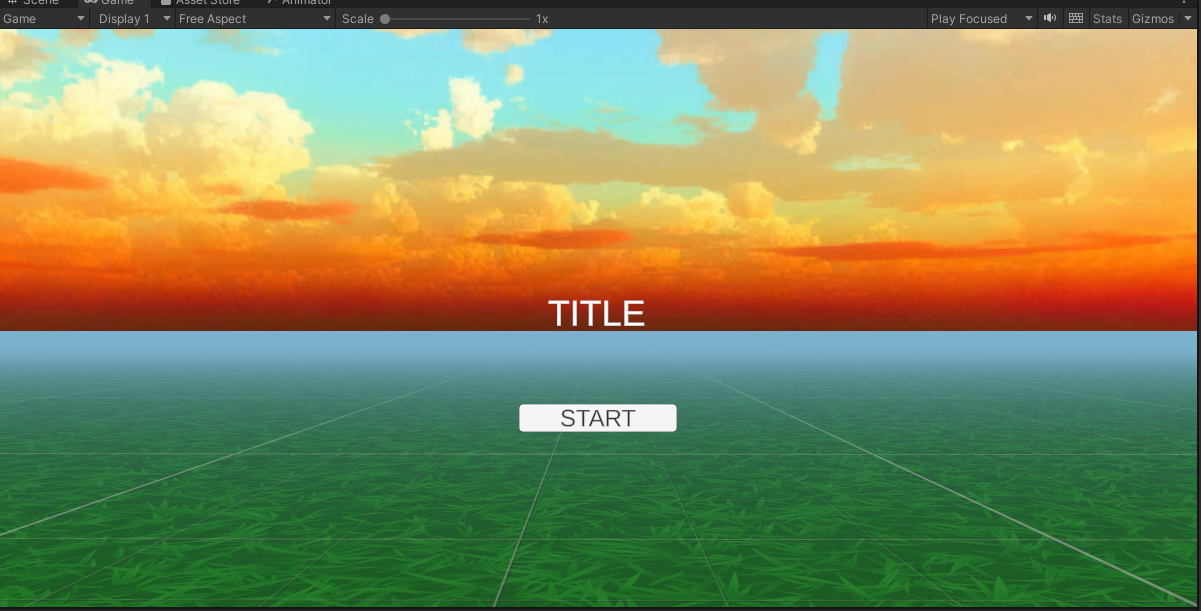 Scene Game Asset Store Animator
Game Display 1 Free Aspect Scale 1x Play Focused Stats Gizmos
TITLE
START